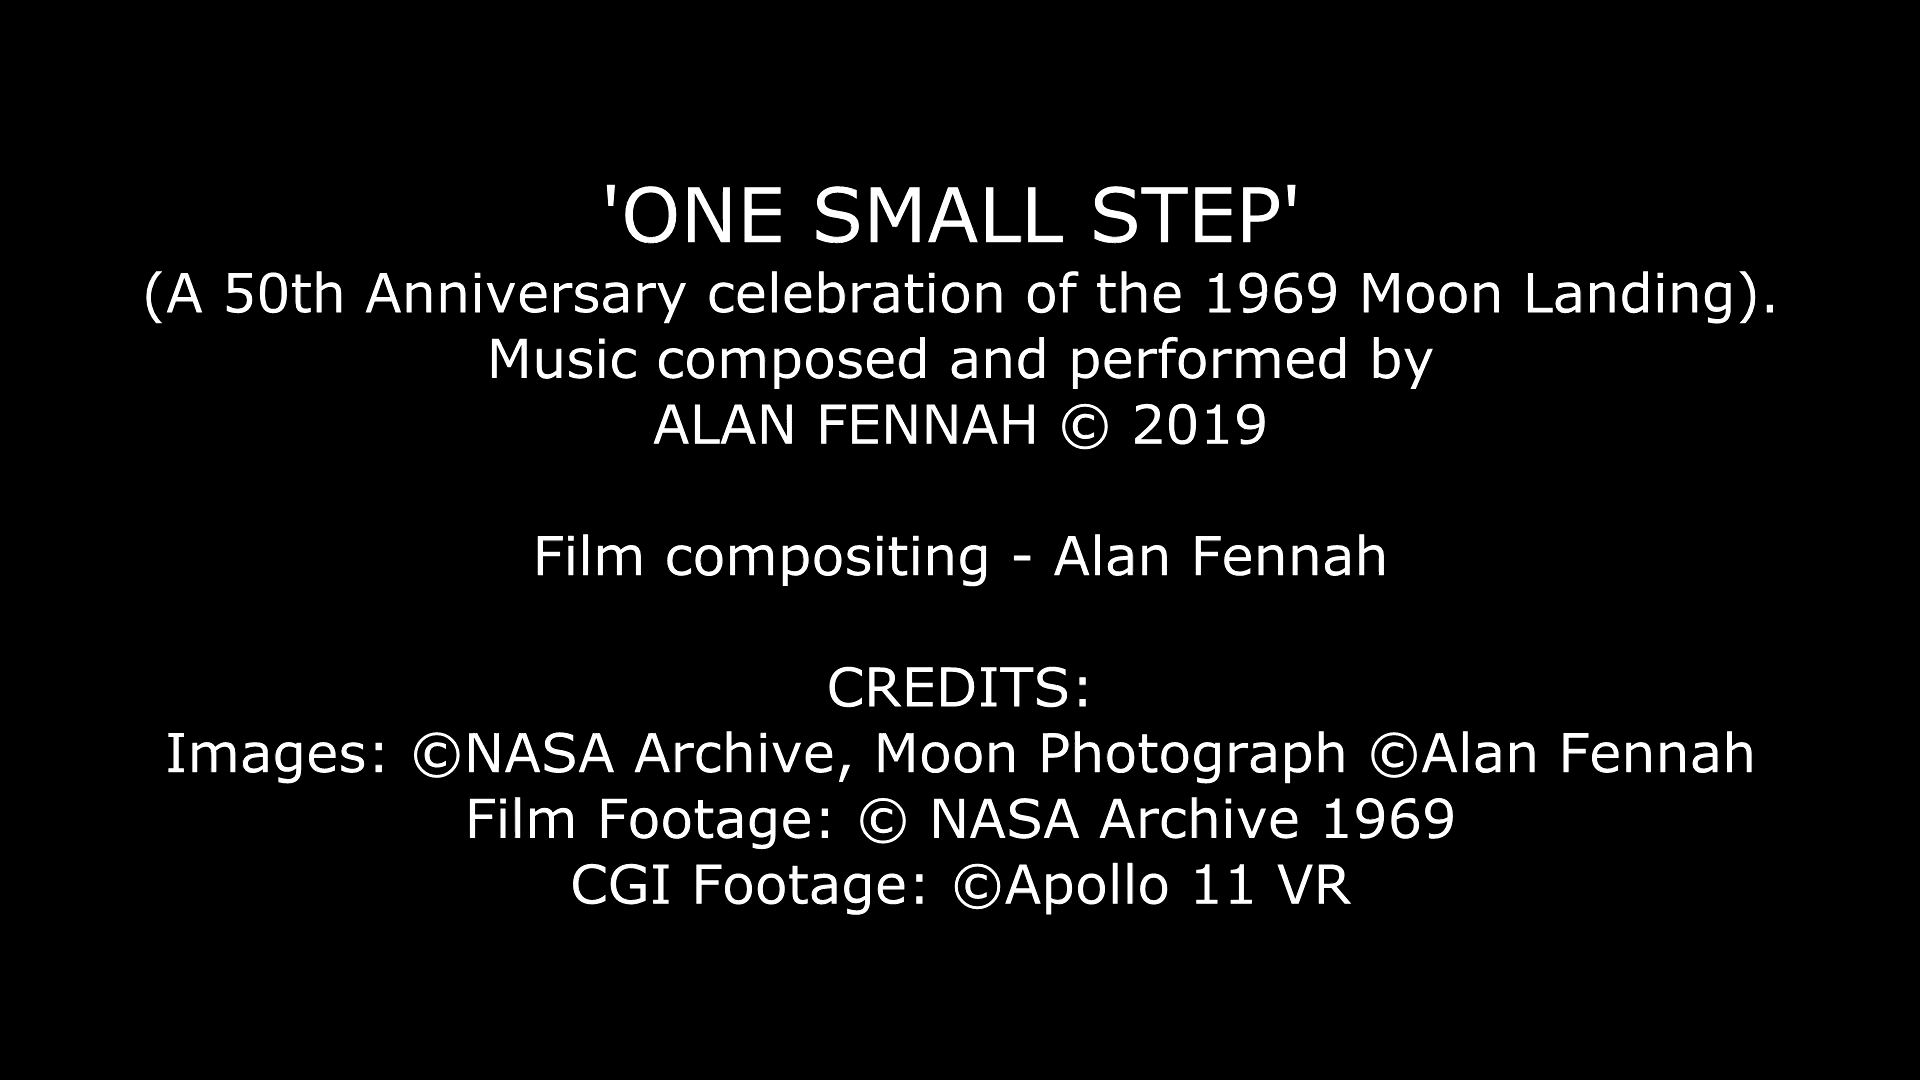 'ONE SMALL STEP'
(A 50th Anniversary celebration of the 1969 Moon Landing).
Music composed and performed by
ALAN FENNAH © 2019
Film compositing - Alan Fennah
CREDITS:
Images: ©NASA Archive, Moon Photograph ©Alan Fennah
Film Footage: © NASA Archive 1969
CGI Footage: ©Apollo 11 VR